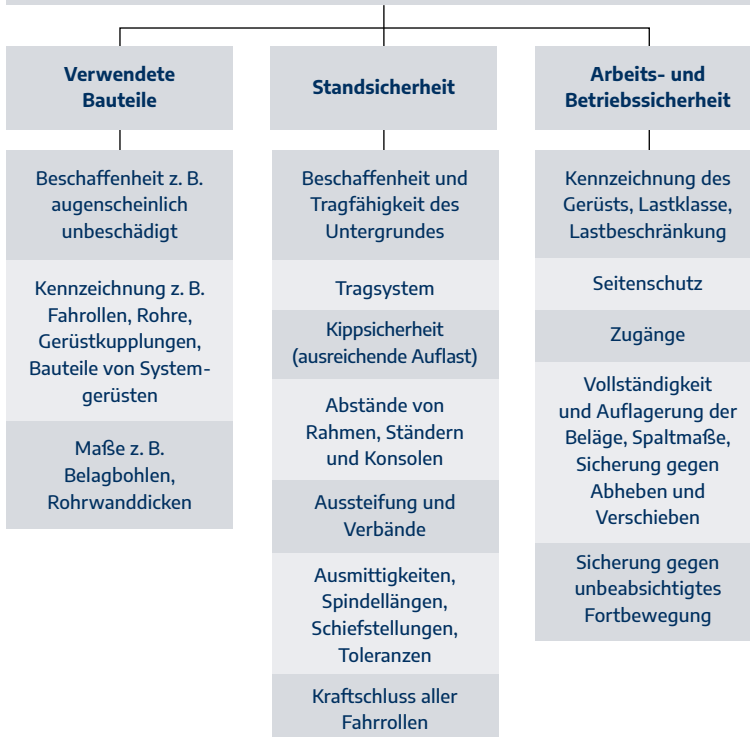 Verwendete
Bauteile
Beschaffenheit z. B.
augenscheinlich
unbeschädigt
Kennzeichnung z. B.
Fahrrollen, Rohre,
Gerüstkupplungen,
Bauteile von System-
gerüsten
Maße z. B.
Belagbohlen,
Rohrwanddicken
Standsicherheit
Beschaffenheit und
Tragfähigkeit des
Untergrundes
Tragsystem
Kippsicherheit
(ausreichende Auflast)
Abstände von
Rahmen, Ständern
und Konsolen
Aussteifung und
Verbände
Ausmittigkeiten,
Spindellängen,
Schiefstellungen,
Toleranzen
Kraftschluss aller
Fahrrollen
Arbeits- und
Betriebssicherheit
Kennzeichnung des
Gerüsts, Lastklasse,
Lastbeschränkung
Seitenschutz
Zugänge
Vollständigkeit
und Auflagerung der
Beläge, Spaltmaße,
Sicherung gegen
Abheben und
Verschieben
Sicherung gegen
unbeabsichtigtes
Fortbewegung